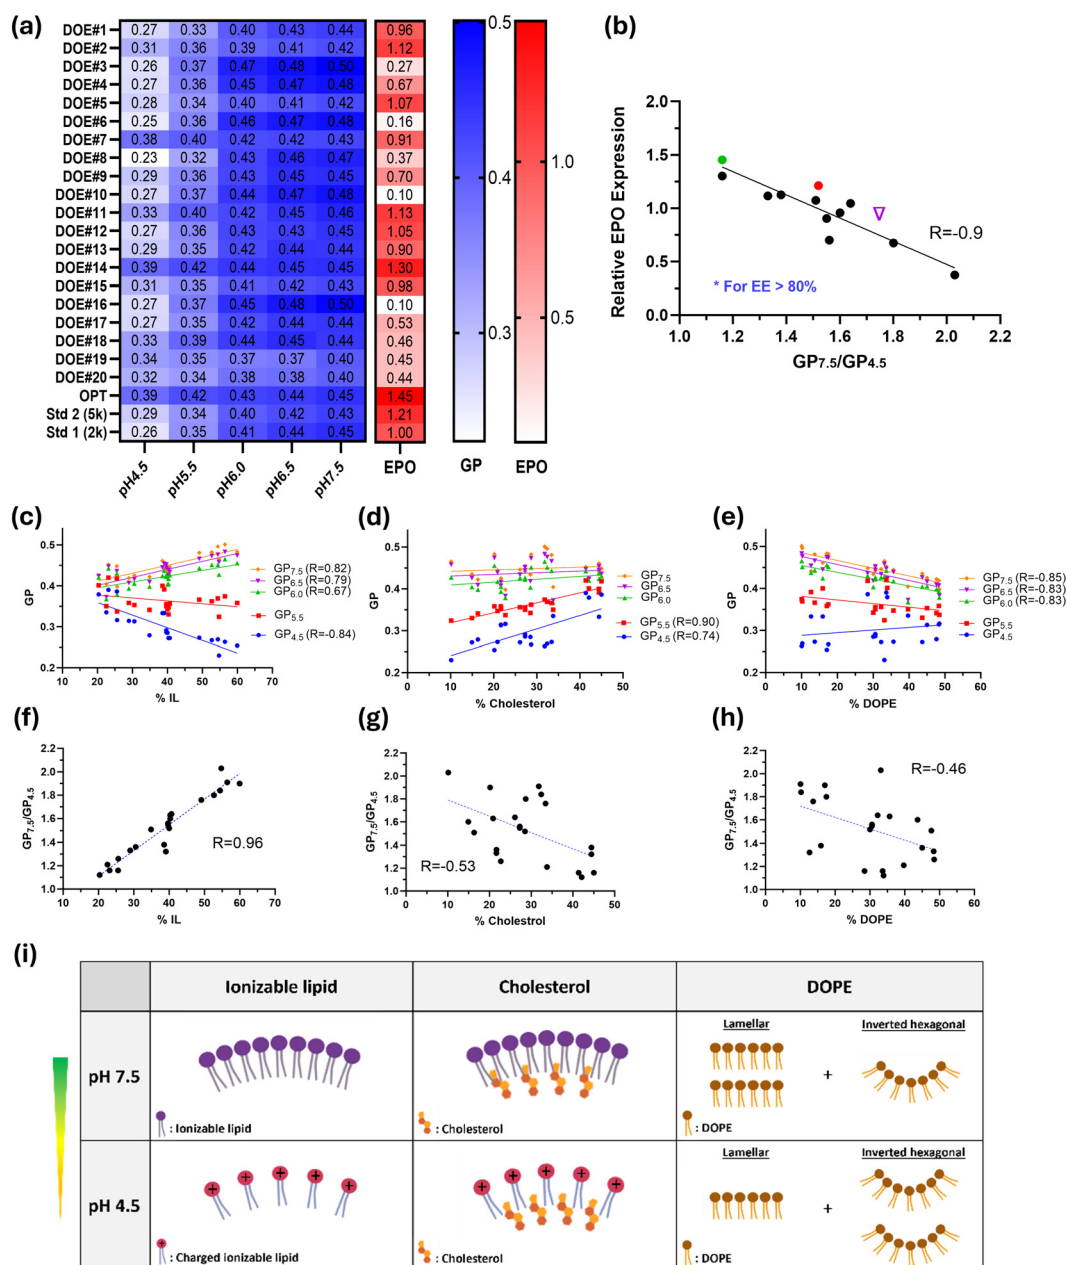 (a)
DOE#1 0.27 0.33 0.40 0.43 0.44 0.96
DOE#2 0.31 0.36 0.39 0.41 0.42 1.12
DOE#3 0.26 0.37 0.47 0.48 0.50 0.27
DOE#4 0.27 0.36 0.45 0.47 0.48 0.67
DOE#5 0.28 0.34 0.40 0.41 0.42 1.07
DOE#6 0.25 0.36 0.46 0.47 0.48 0.16
DOE#7 0.38 0.40 0.42 0.42 0.43 0.91
DOE#8 0.23 0.32 0.43 0.46 0.47 0.37
DOE#9 0.29 0.36 0.43 0.45 0.45 0.70
DOE#10 0.27 0.37 0.44 0.47 0.48 0.10
DOE#11 0.33 0.40 0.42 0.45 0.46 1.13
DOE#12 0.27 0.36 0.41 0.43 0.45 1.05
DOE#13 0.29 0.35 0.42 0.44 0.44 0.90
DOE#14 0.39 0.42 0.44 0.45 0.45 1.30
DOE#15 0.31 0.35 0.41 0.42 0.43 0.98
DOE#16 0.27 0.37 0.45 0.48 0.50 0.10
DOE#17 0.27 0.35 0.42 0.44 0.44 0.53
DOE#18 0.33 0.39 0.44 0.45 0.44 0.46
DOE#19 0.34 0.35 0.37 0.37 0.40 0.45
DOE#20 0.32 0.34 0.38 0.38 0.40 0.44
OPT 0.39 0.42 0.43 0.44 0.45 1.45
Std 2 (5k) 0.29 0.34 0.40 0.42 0.43 1.21
Std 1 (2k) 0.26 0.35 0.41 0.44 0.45 1.00
pH4.5 pH5.5 pH6.0 pH6.5 pH7.5 EPO
0.5
0.4
0.3
GP
1.0
0.5
EPO
(b)
Relative EPO Expression
2.0
1.5
1.0
0.5
0.0
R=-0.9
* For EE > 80%
1.0 1.2 1.4 1.6 1.8 2.0 2.2
GP7.5/GP4.5
(c)
GP
0.5
0.4
0.3
0.2
10 20 30 40 50 60 70
% IL
GP7.5 (R=0.82)
GP6.5 (R=0.79)
GP6.0 (R=0.67)
GP5.5
GP4.5 (R=-0.84)
(d)
GP
0.5
0.4
0.3
0.2
0 10 20 30 40 50
% Cholesterol
GP7.5
GP6.5
GP6.0
GP5.5 (R=0.90)
GP4.5 (R=0.74)
(e)
GP
0.5
0.4
0.3
0.2
0 10 20 30 40 50 60
% DOPE
GP7.5 (R=-0.85)
GP6.5 (R=-0.83)
GP6.0 (R=-0.83)
GP5.5
GP4.5
(f)
GP7.5/GP4.5
2.2
2.0
1.8
1.6
1.4
1.2
1.0
R=0.96
10 20 30 40 50 60 70
% IL
(g)
GP7.5/GP4.5
2.2
2.0
1.8
1.6
1.4
1.2
1.0
R=-0.53
0 10 20 30 40 50
% Cholestrol
(h)
GP7.5/GP4.5
2.2
2.0
1.8
1.6
1.4
1.2
1.0
R=-0.46
0 10 20 30 40 50 60
% DOPE
(i)
Ionizable lipid Cholesterol DOPE
pH 7.5
: Ionizable lipid
: Cholesterol
Lamellar Inverted hexagonal
+
: DOPE
pH 4.5
+ + + + +
: Charged ionizable lipid
+ + + + +
: Cholesterol
Lamellar Inverted hexagonal
+
: DOPE